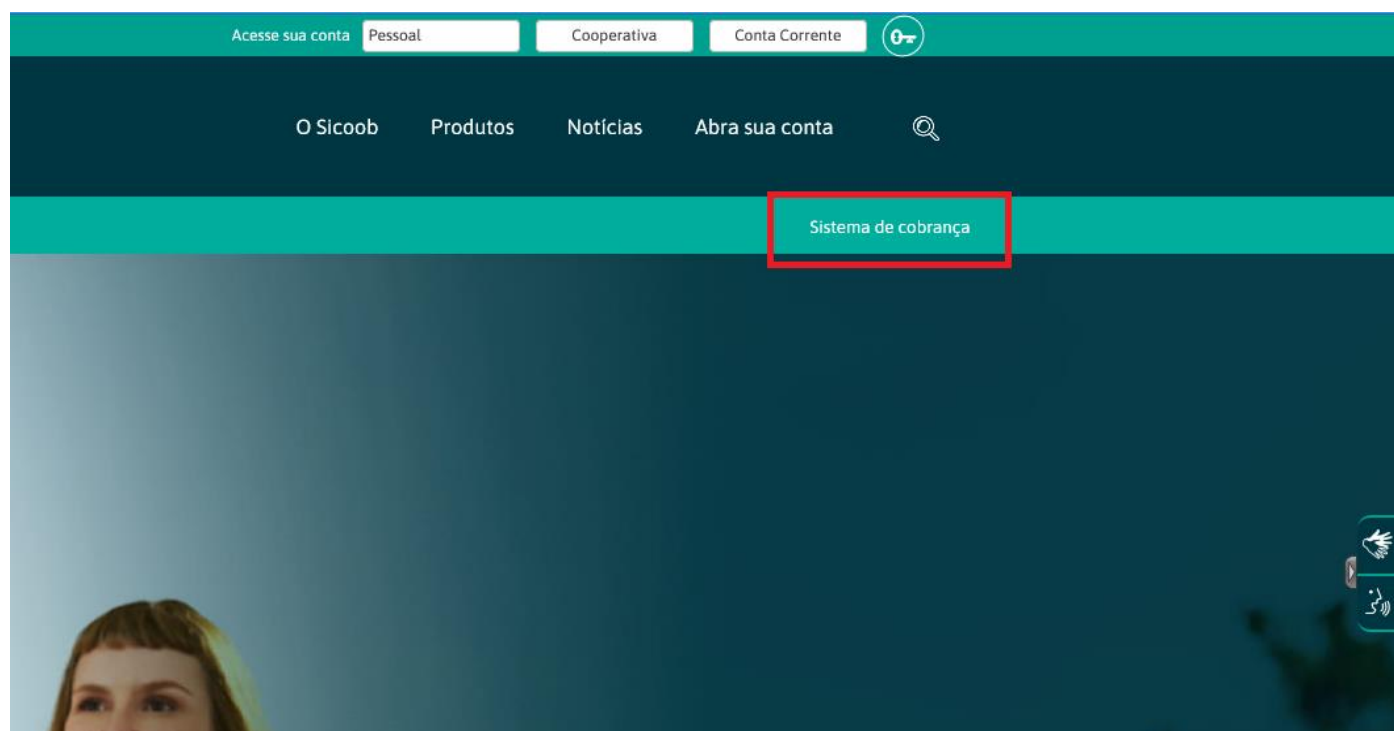 Acesse sua conta Pessoal Cooperativa Conta Corrente
O Sicoob Produtos Notícias Abra sua conta
Sistema de cobrança